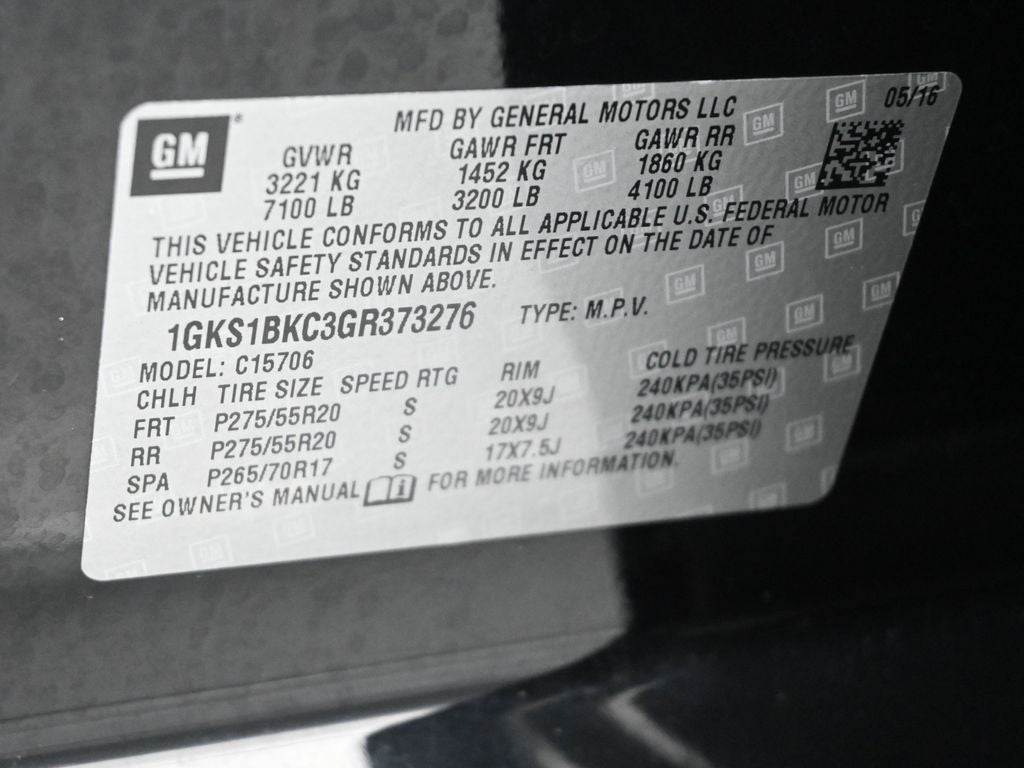 GM
MFD BY GENERAL MOTORS LLC 05/16
GVWR GAWR FRT GAWR RR
3221 KG 1452 KG 1860 KG
7100 LB 3200 LB 4100 LB
THIS VEHICLE CONFORMS TO ALL APPLICABLE U.S. FEDERAL MOTOR
VEHICLE SAFETY STANDARDS IN EFFECT ON THE DATE OF
MANUFACTURE SHOWN ABOVE.
1GKS1BKC3GR373276 TYPE: M.P.V.
MODEL: C15706
CHLH TIRE SIZE SPEED RTG RIM COLD TIRE PRESSURE
FRT P275/55R20 S 20X9J 240KPA(35PSI)
RR P275/55R20 S 20X9J 240KPA(35PSI)
SPA P265/70R17 S 17X7.5J 240KPA(35PSI)
SEE OWNER'S MANUAL i FOR MORE INFORMATION.